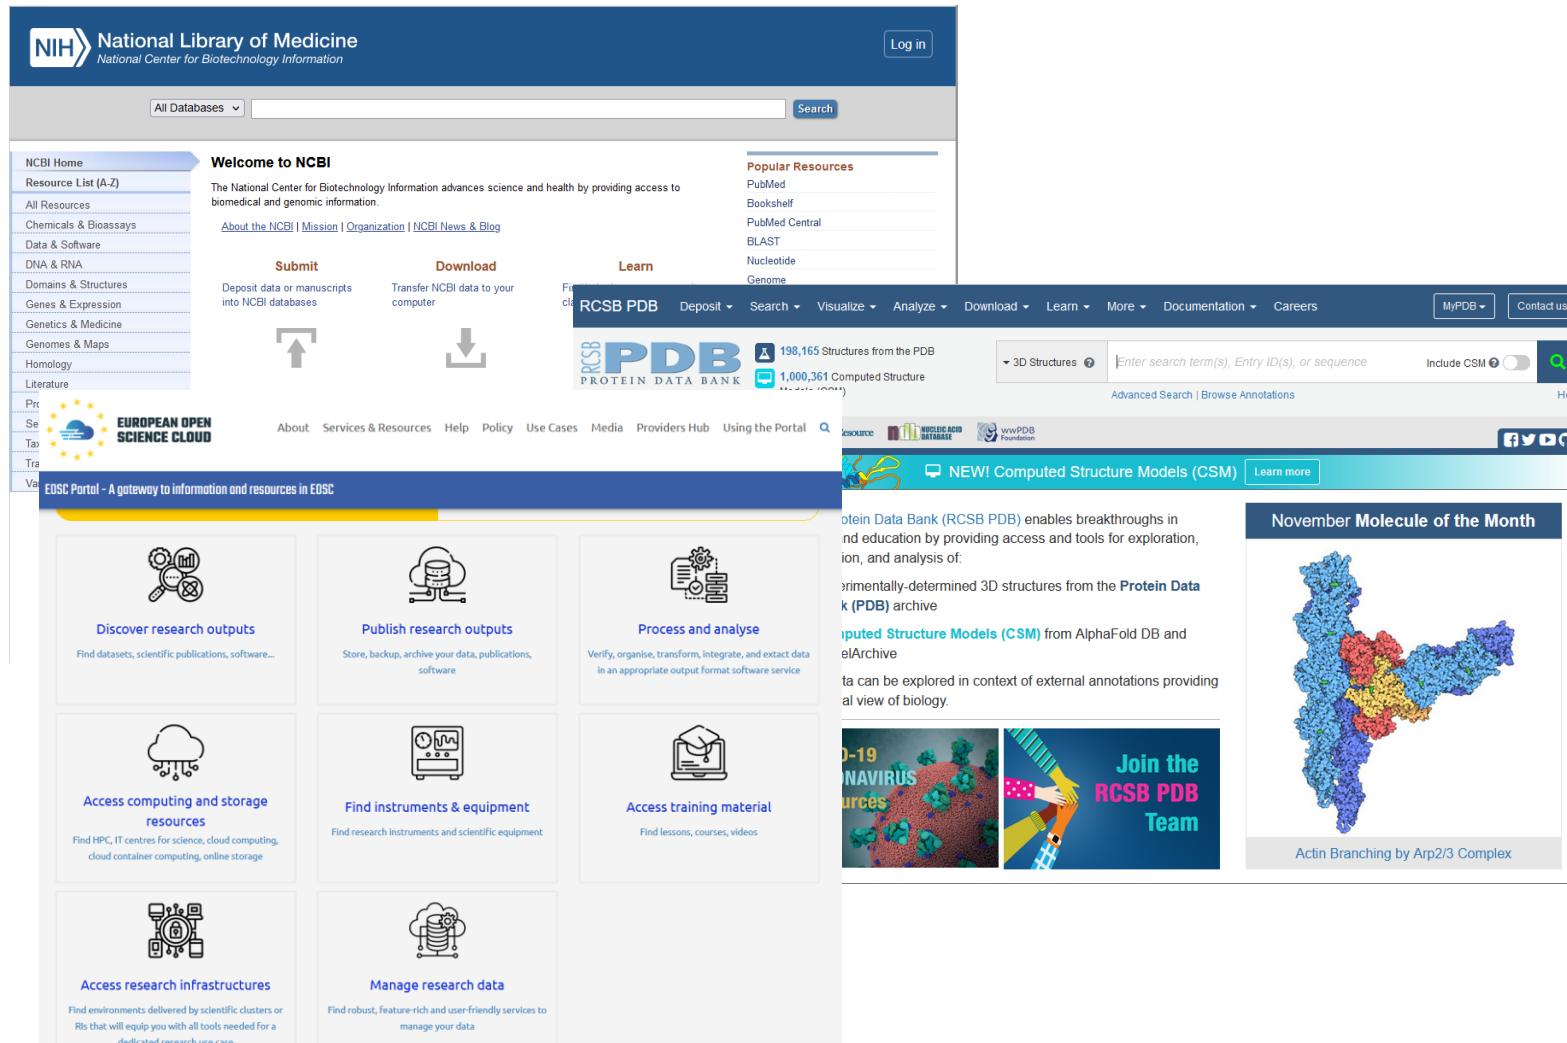 NIH
National Library of Medicine
National Center for Biotechnology Information
Log in
All Databases
Search
NCBI Home
Resource List (A-Z)
All Resources
Chemicals & Bioassays
Data & Software
DNA & RNA
Domains & Structures
Genes & Expression
Genetics & Medicine
Genomes & Maps
Homology
Literature
Welcome to NCBI
The National Center for Biotechnology Information advances science and health by providing access to
biomedical and genomic information.
About the NCBI | Mission | Organization | NCBI News & Blog
Submit
Deposit data or manuscripts
into NCBI databases
Download
Transfer NCBI data to your
computer
Learn
Popular Resources
PubMed
Bookshelf
PubMed Central
BLAST
Nucleotide
Genome
RCSB PDB
Deposit
Search
Visualize
Analyze
Download
Learn
More
Documentation
Careers
MyPDB
Contact us
RCSB
PDB
PROTEIN DATA BANK
198,165 Structures from the PDB
1,000,361 Computed Structure
3D Structures
Enter search term(s), Entry ID(s), or sequence
Include CSM
Advanced Search | Browse Annotations
NUCLEIC ACID
DATABASE
wwPDB
Foundation
NEW! Computed Structure Models (CSM)
Learn more
otein Data Bank (RCSB PDB) enables breakthroughs in
nd education by providing access and tools for exploration,
ion, and analysis of:
erimentally-determined 3D structures from the Protein Data
k (PDB) archive
mputed Structure Models (CSM) from AlphaFold DB and
elArchive
ta can be explored in context of external annotations providing
al view of biology.
D-19
NAVIRUS
urces
Join the
RCSB PDB
Team
November Molecule of the Month
Actin Branching by Arp2/3 Complex
EUROPEAN OPEN
SCIENCE CLOUD
About
Services & Resources
Help
Policy
Use Cases
Media
Providers Hub
Using the Portal
EOSC Portal - A gateway to information and resources in EOSC
Discover research outputs
Find datasets, scientific publications, software...
Publish research outputs
Store, backup, archive your data, publications,
software
Process and analyse
Verify, organise, transform, integrate, and extact data
in an appropriate output format software service
Access computing and storage
resources
Find HPC, IT centres for science, cloud computing,
cloud container computing, online storage
Find instruments & equipment
Find research instruments and scientific equipment
Access training material
Find lessons, courses, videos
Access research infrastructures
Find environments delivered by scientific clusters or
RIs that will equip you with all tools needed for a
dedicated research use case
Manage research data
Find robust, feature-rich and user-friendly services to
manage your data